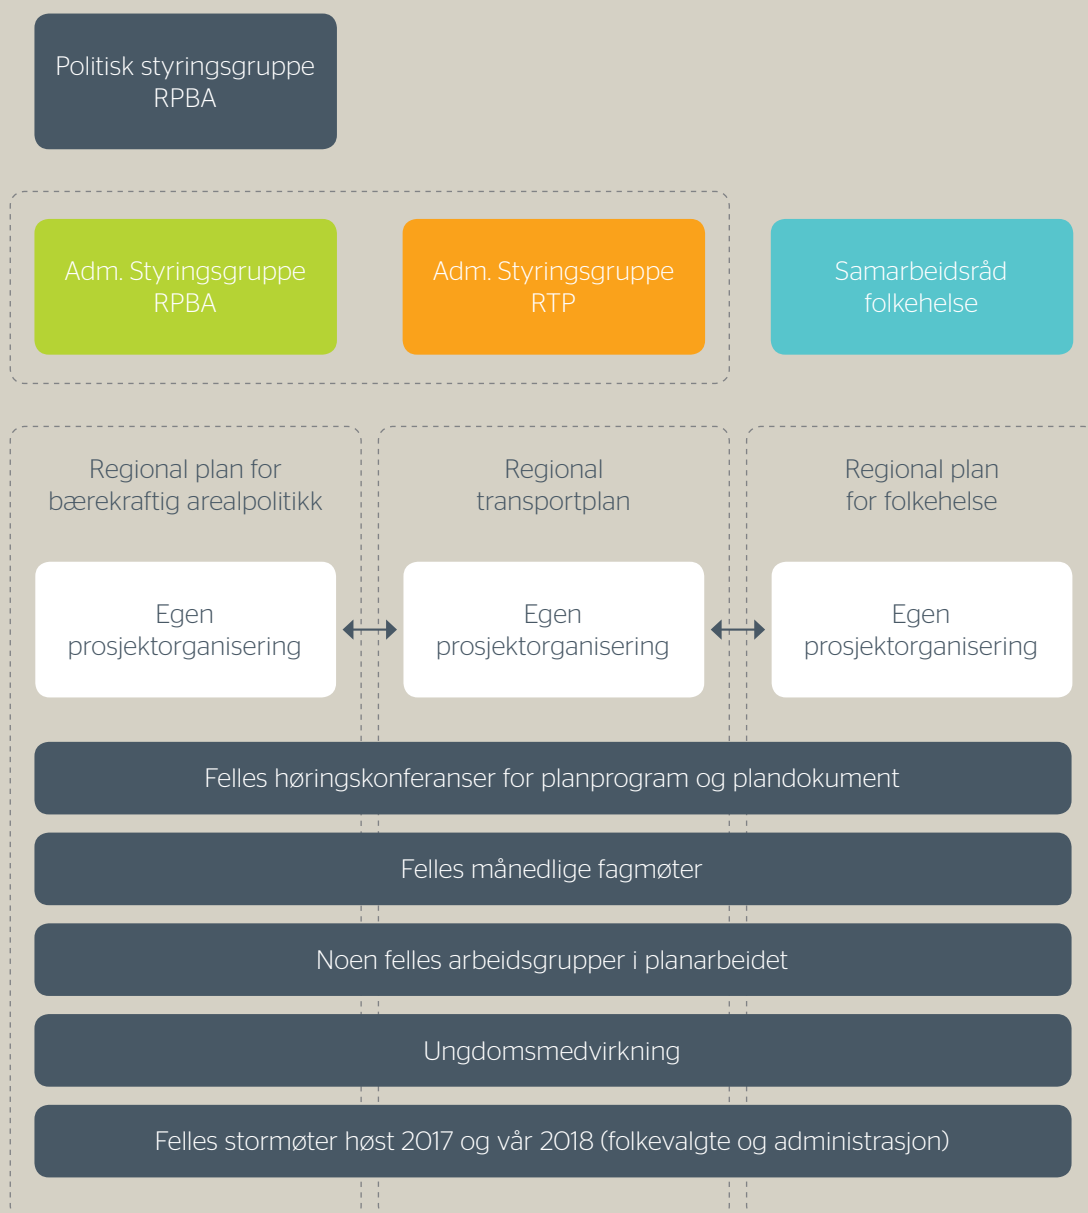 Politisk styringsgruppe
RPBA
Adm. Styringsgruppe
RPBA
Adm. Styringsgruppe
RTP
Samarbeidsråd
folkehelse
Regional plan for
bærekraftig arealpolitikk
Regional
transportplan
Regional plan
for folkehelse
Egen
prosjektorganisering
Egen
prosjektorganisering
Egen
prosjektorganisering
Felles høringskonferanser for planprogram og plandokument
Felles månedlige fagmøter
Noen felles arbeidsgrupper i planarbeidet
Ungdomsmedvirkning
Felles stormøter høst 2017 og vår 2018 (folkevalgte og administrasjon)